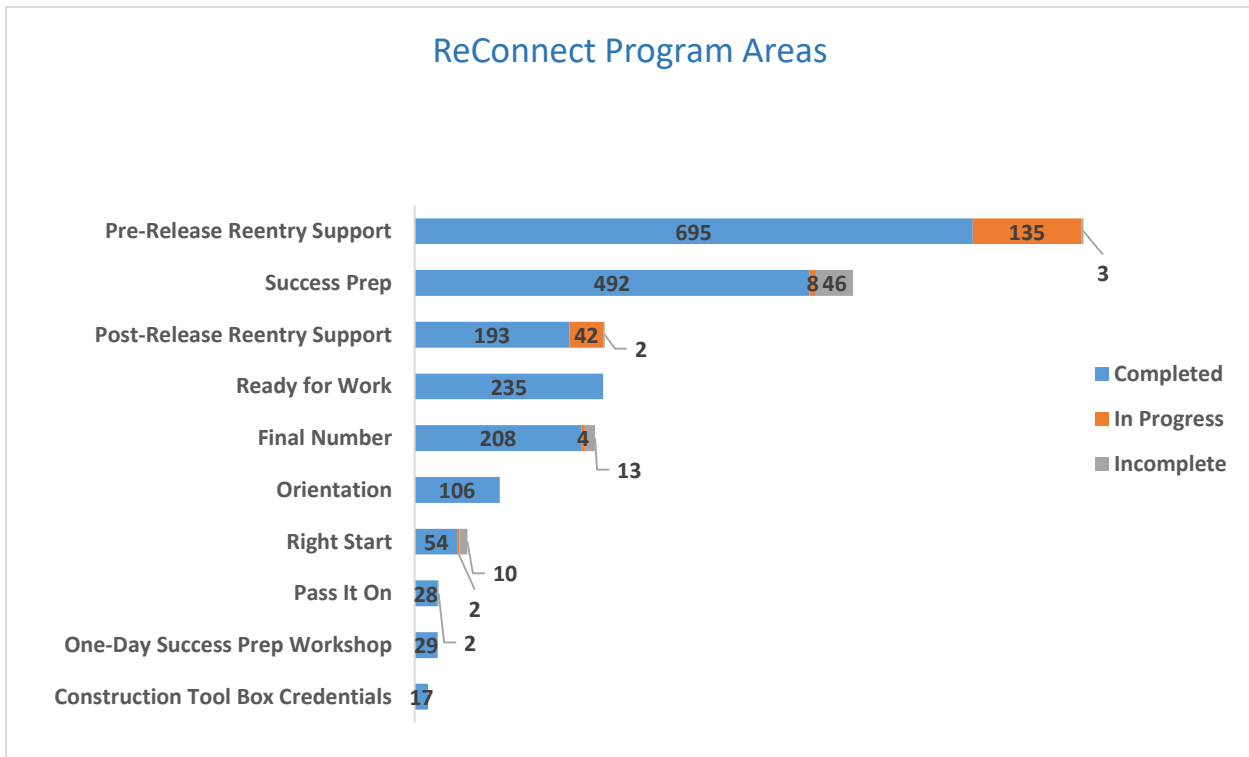 ReConnect Program Areas
Pre-Release Reentry Support 695 135
3
Success Prep 492 8 46
Post-Release Reentry Support 193 42 2
Ready for Work 235
Completed
In Progress
Incomplete
Final Number 208 4
13
Orientation 106
Right Start 54
10
2
Pass It On 28
2
One-Day Success Prep Workshop 29
Construction Tool Box Credentials 17